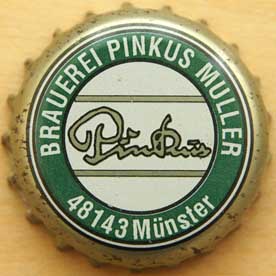 BRAUEREI PINKUS MULLER
Pinkus
48143 Münster